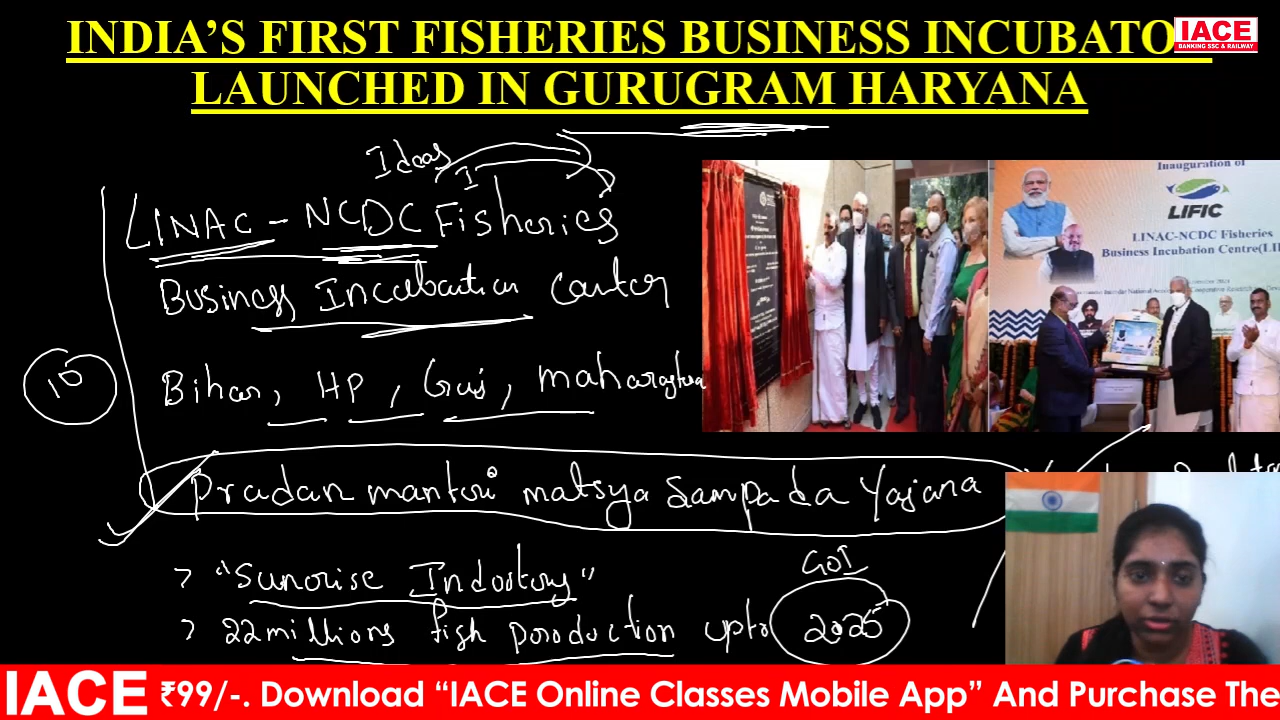 INDIA'S FIRST FISHERIES BUSINESS INCUBATO
LAUNCHED IN GURUGRAM HARYANA
IACE
BANKING SSC & RAILWAY
Ideas
I
LINAC - NCDC Fisheries
Business Incubation Center
10
Bihar, HP, Guj, maharastra
Pradan mantri matsya Sampada Yojana
> "Sunrise Industry"
GOI
> 22 millions fish production upto 2025
Inauguration of
LIFIC
LINAC-NCDC Fisheries
Business Incubation Centre(LI
IACE ₹99/-. Download “IACE Online Classes Mobile App” And Purchase The